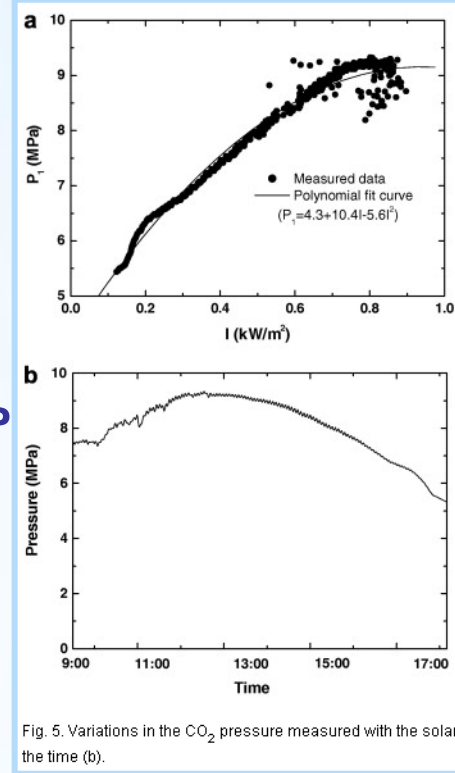 a
10
9
8
7
6
5
P₁ (MPa)
Measured data
Polynomial fit curve
(P₁=4.3+10.4I-5.6I²)
0.0 0.2 0.4 0.6 0.8 1.0
I (kW/m²)
b
10
8
6
4
2
0
Pressure (MPa)
9:00 11:00 13:00 15:00 17:00
Time
Fig. 5. Variations in the CO₂ pressure measured with the solar
the time (b).